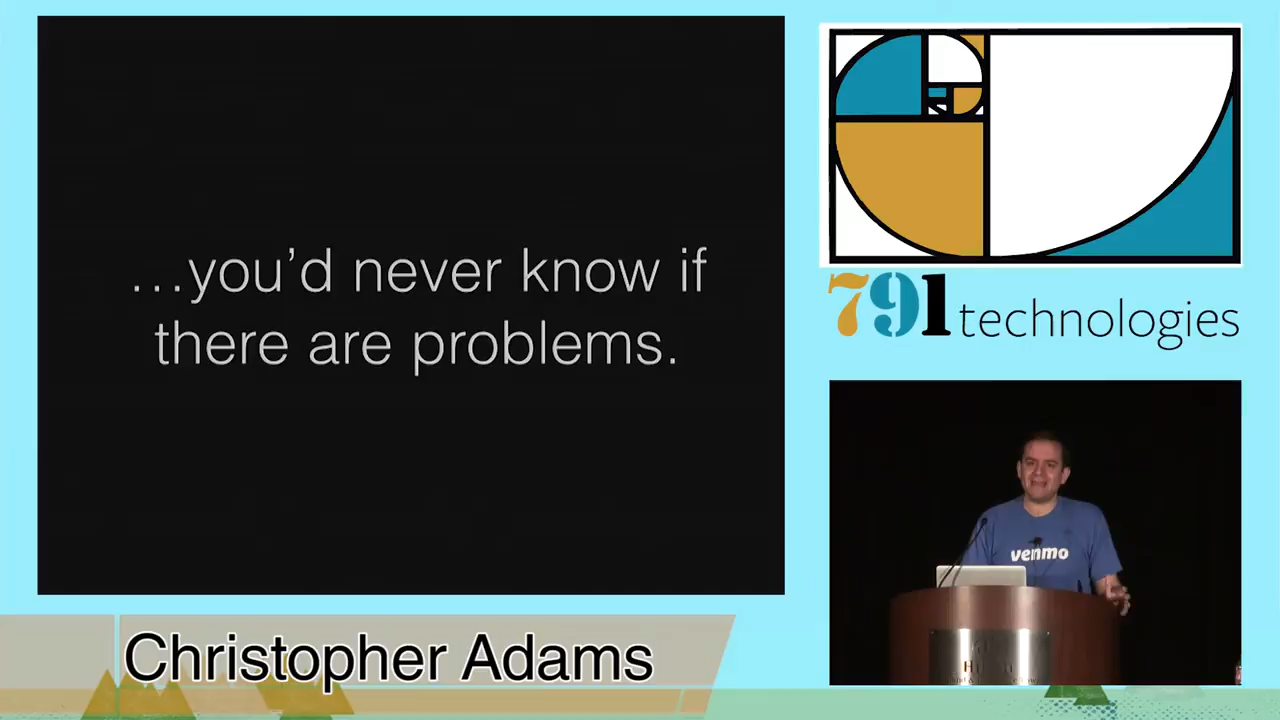 …you’d never know if
there are problems.
791 technologies
venmo
Christopher Adams